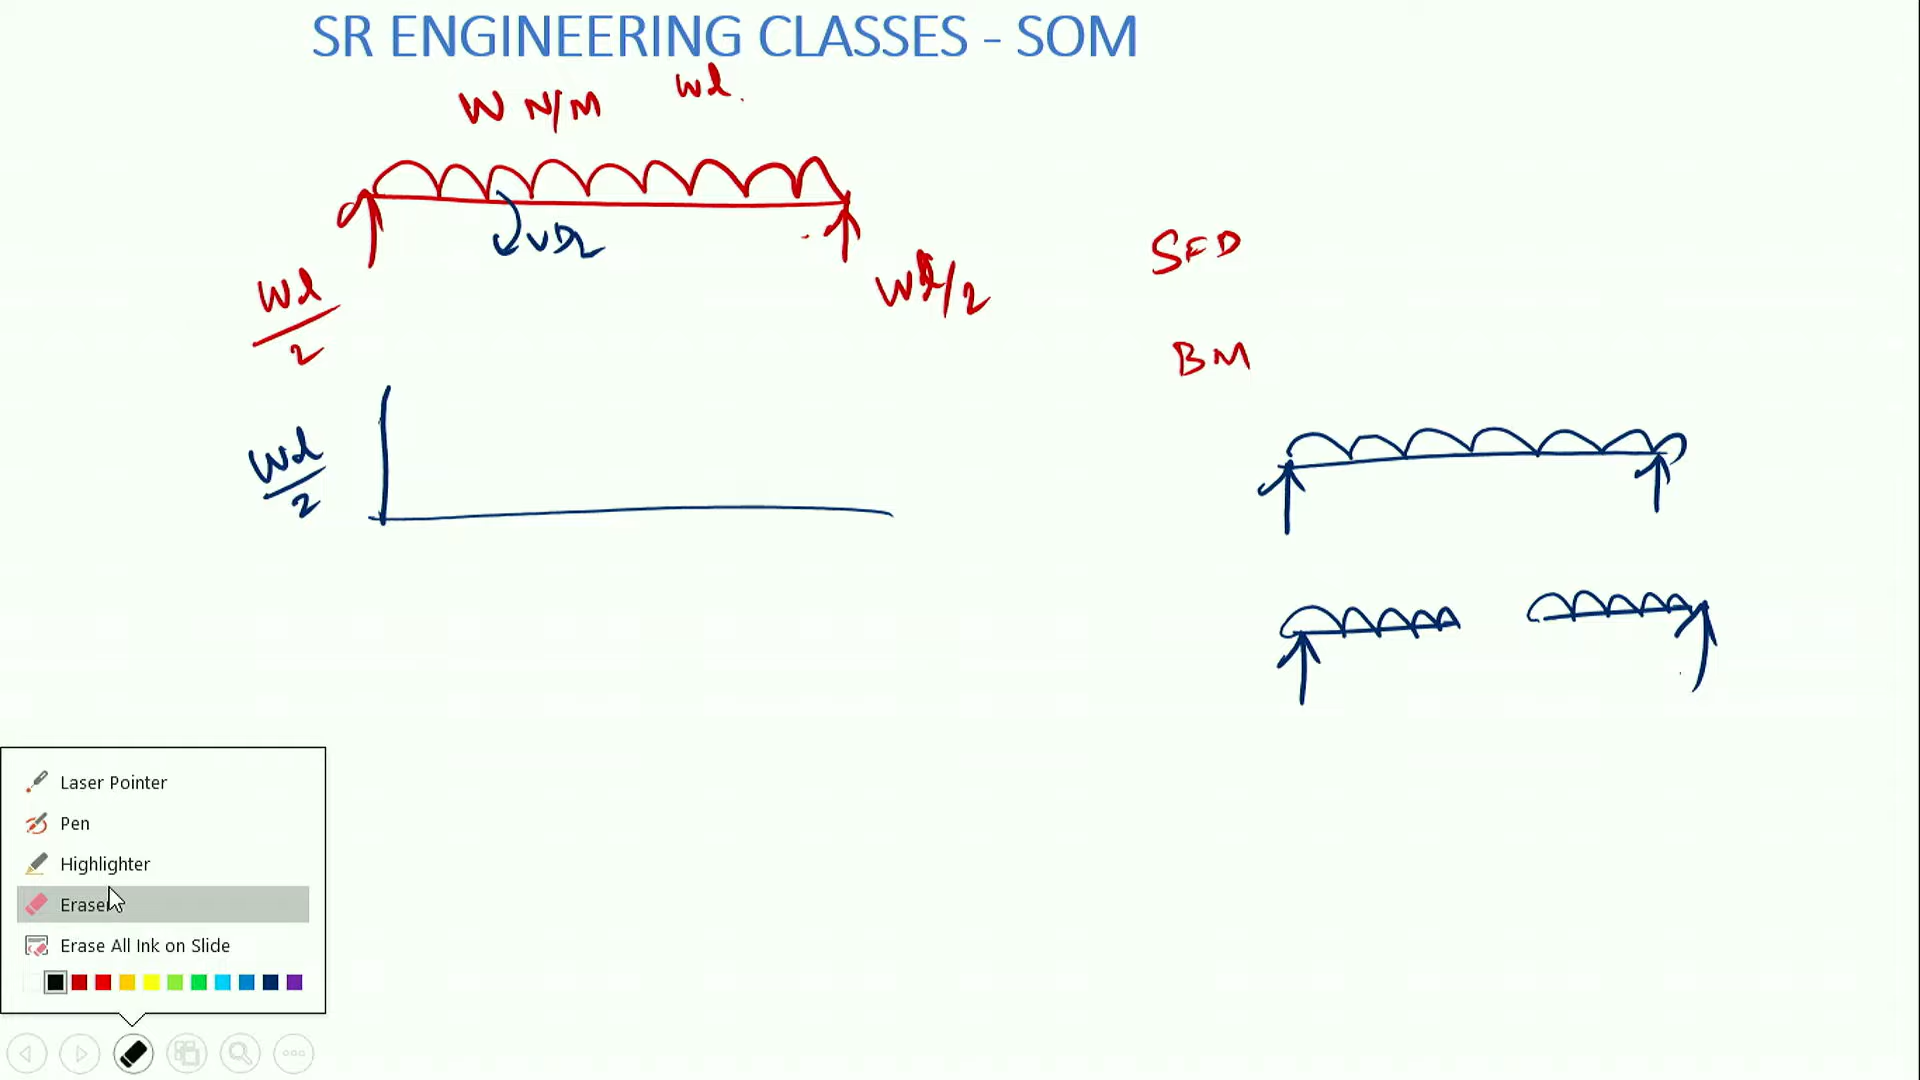 SR ENGINEERING CLASSES - SOM
W N/M
wl.
UDL
Wl/2
Wl/2
SFD
BM
Wl/2
Laser Pointer
Pen
Highlighter
Eraser
Erase All Ink on Slide